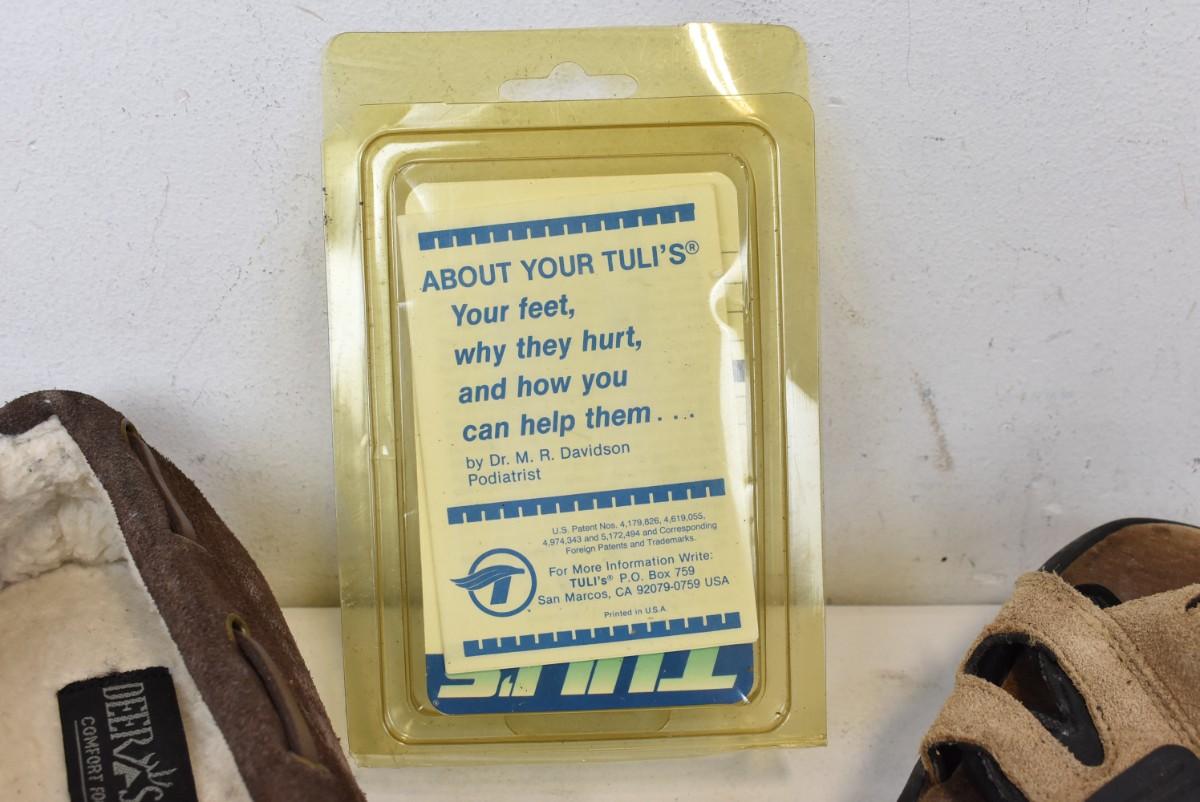 ABOUT YOUR TULI'S®
Your feet,
why they hurt,
and how you
can help them . . .
by Dr. M. R. Davidson
Podiatrist
U.S. Patent Nos. 4,179,826, 4,619,055,
4,974,343 and 5,172,494 and Corresponding
Foreign Patents and Trademarks.
For More Information Write:
TULI's® P.O. Box 759
San Marcos, CA 92079-0759 USA
Printed in U.S.A.
TULI'S
DEER
COMFORT FO